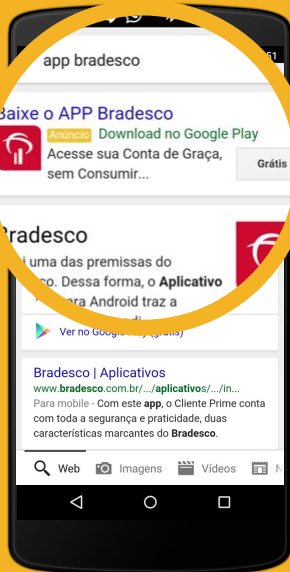 51
app bradesco
Baixe o APP Bradesco
Anúncio Download no Google Play
Acesse sua Conta de Graça,
sem Consumir...
Grátis
Bradesco
uma das premissas do
Dessa forma, o Aplicativo
para Android traz a
Ver no Google Play (grátis)
Bradesco | Aplicativos
www.bradesco.com.br/.../aplicativos/.../in...
Para mobile - Com este app, o Cliente Prime conta
com toda a segurança e praticidade, duas
características marcantes do Bradesco.
Web Imagens Vídeos N